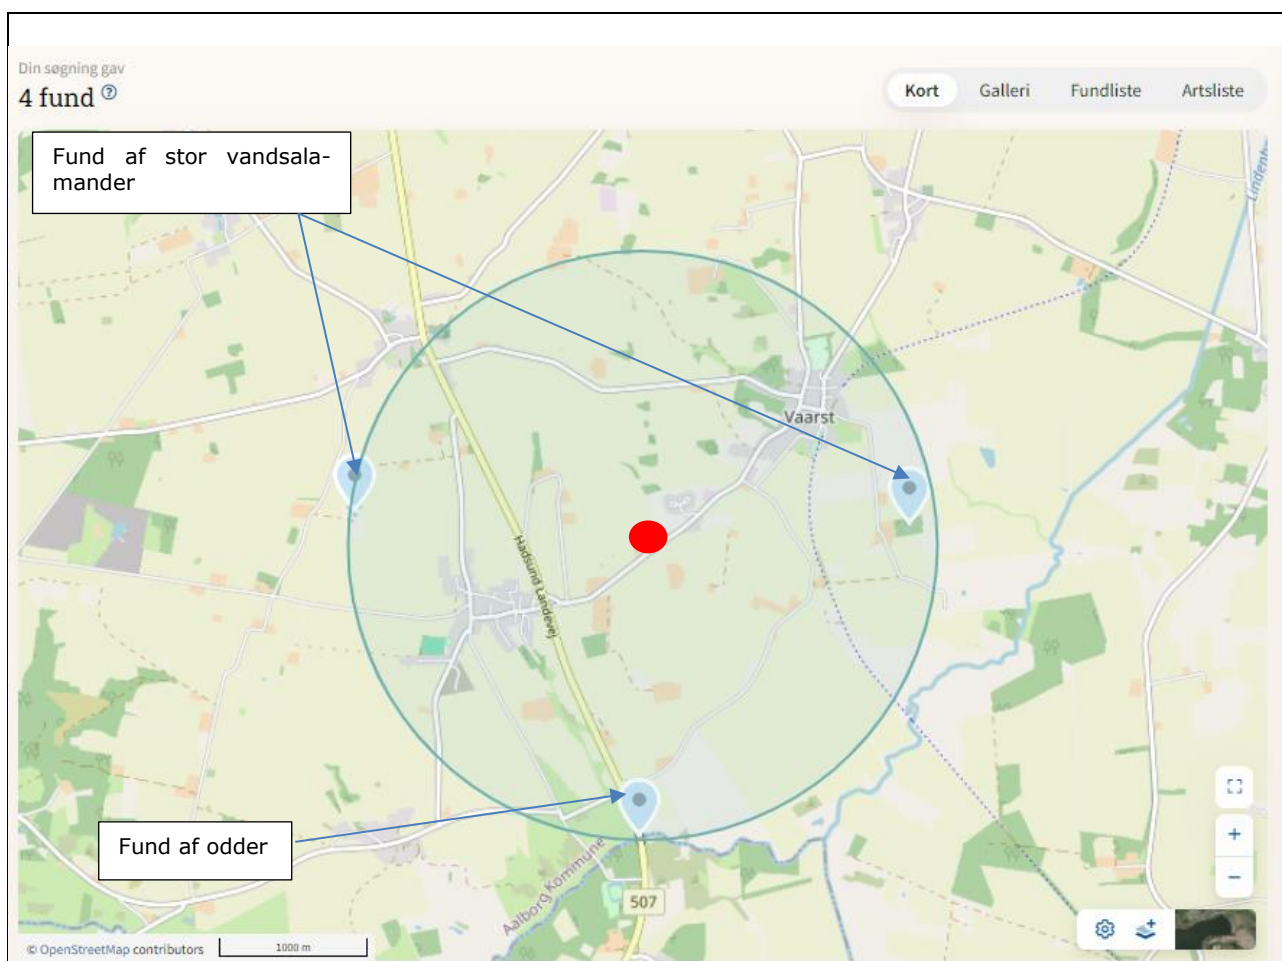 Din søgning gav
4 fund ?
Kort Galleri Fundliste Artsliste
Fund af stor vandsala-
mander
Lindenb
Vaarst
Hadsund Landevej
Fund af odder
Aalborg Kommune
507
© OpenStreetMap contributors
1000 m
+
−